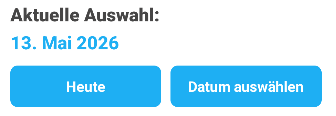 Aktuelle Auswahl:
13. Mai 2026
Heute
Datum auswählen